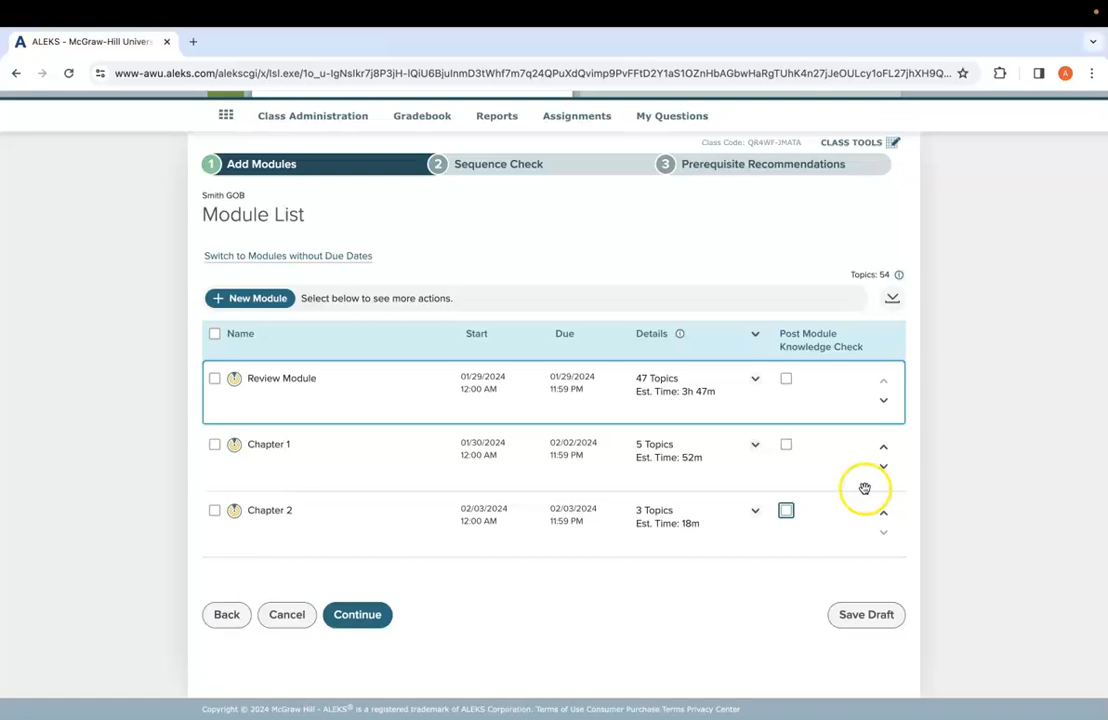 A ALEKS - McGraw-Hill Univers
www-awu.aleks.com/alekscgi/x/Isl.exe/1o_u-IgNsIkr7j8P3jH-IQiU6BjuInmD3tWhf7m7q24QPuXdQvimp9PvFFtD2Y1aS1OZnHbAGbwHaRgTUhK4n27jJeOULcy1oFL27jhXH9Q...
A
Class Administration Gradebook Reports Assignments My Questions
Class Code: QR4WF-JMATA CLASS TOOLS
1 Add Modules 2 Sequence Check 3 Prerequisite Recommendations
Smith GOB
Module List
Switch to Modules without Due Dates
Topics: 54
+ New Module Select below to see more actions.
Name Start Due Details Post Module
Knowledge Check
Review Module 01/29/2024 01/29/2024 47 Topics
12:00 AM 11:59 PM Est. Time: 3h 47m
Chapter 1 01/30/2024 02/02/2024 5 Topics
12:00 AM 11:59 PM Est. Time: 52m
Chapter 2 02/03/2024 02/03/2024 3 Topics
12:00 AM 11:59 PM Est. Time: 18m
Back Cancel Continue Save Draft
Copyright © 2024 McGraw Hill - ALEKS® is a registered trademark of ALEKS Corporation. Terms of Use Consumer Purchase Terms Privacy Center